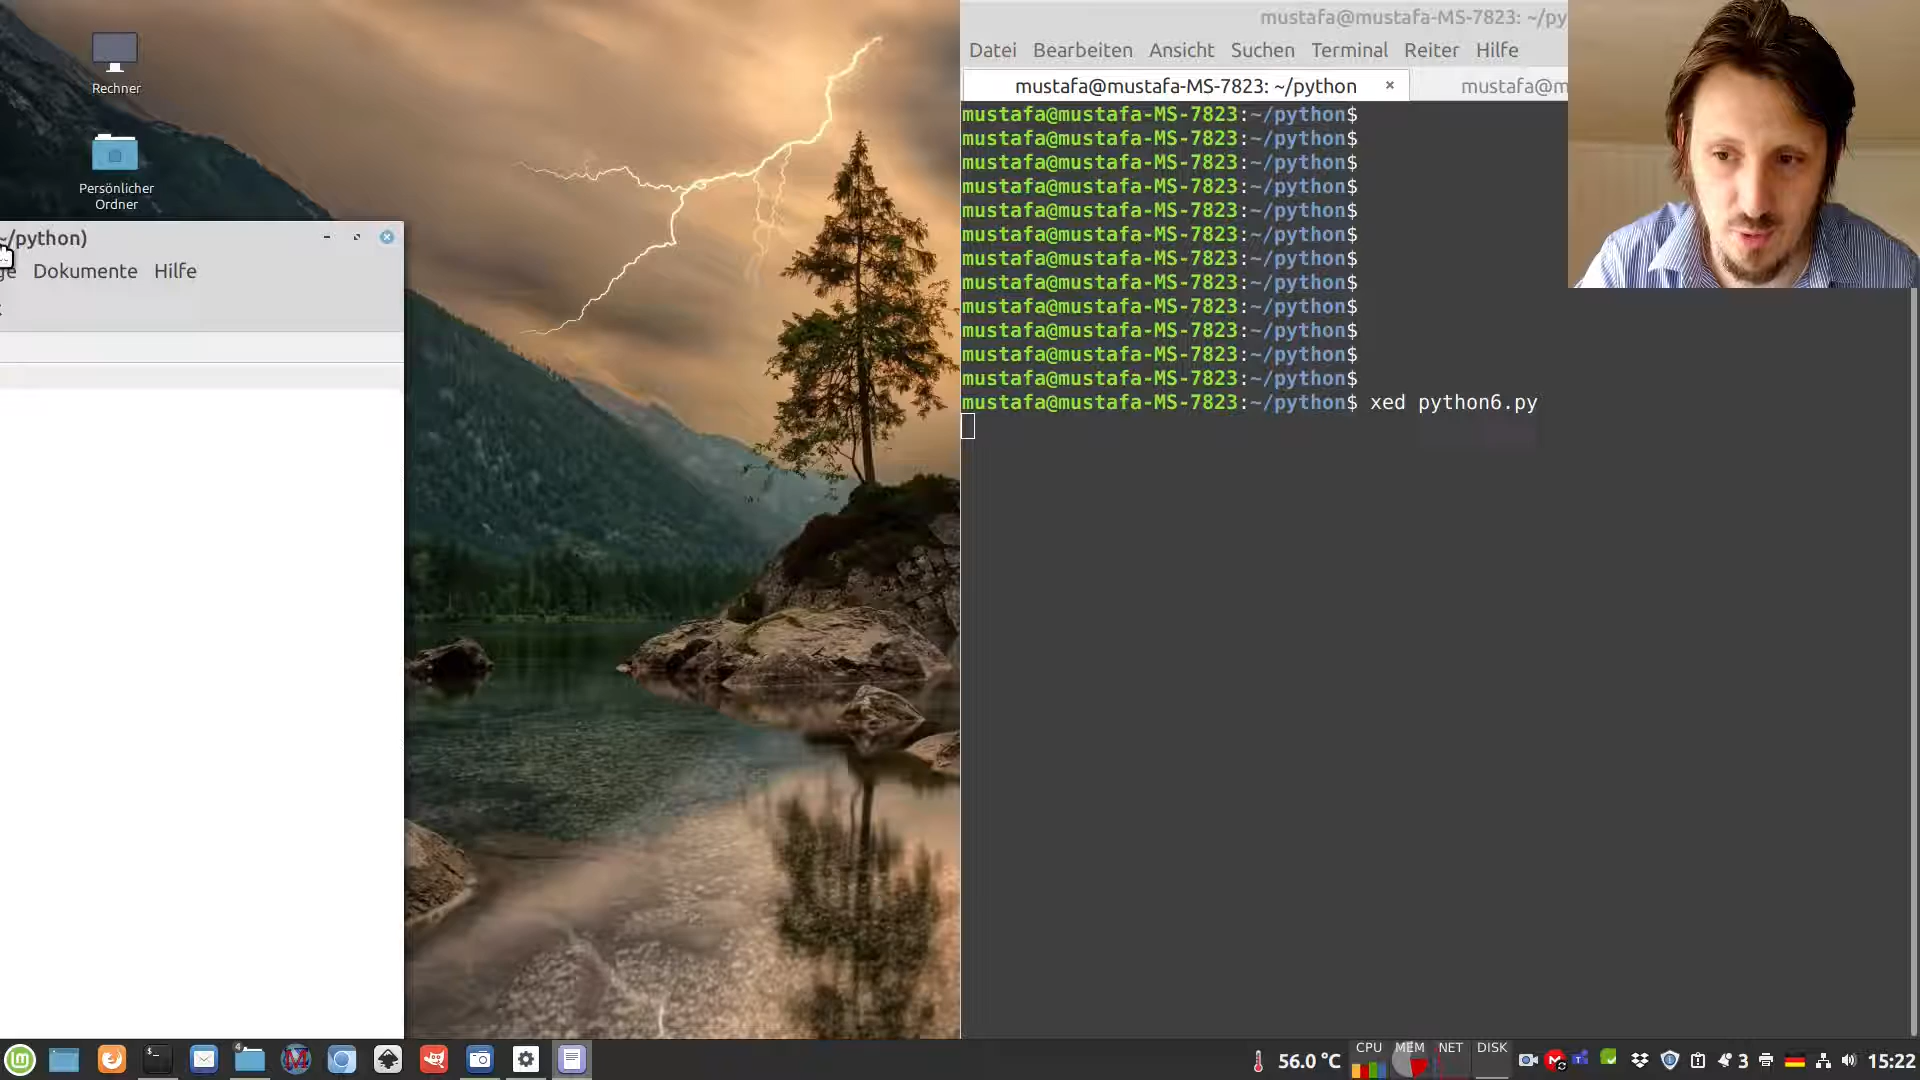 Rechner
Persönlicher
Ordner
~/python)
ge Dokumente Hilfe
mustafa@mustafa-MS-7823: ~/py
Datei Bearbeiten Ansicht Suchen Terminal Reiter Hilfe
mustafa@mustafa-MS-7823: ~/python × mustafa@m
mustafa@mustafa-MS-7823:~/python$
mustafa@mustafa-MS-7823:~/python$
mustafa@mustafa-MS-7823:~/python$
mustafa@mustafa-MS-7823:~/python$
mustafa@mustafa-MS-7823:~/python$
mustafa@mustafa-MS-7823:~/python$
mustafa@mustafa-MS-7823:~/python$
mustafa@mustafa-MS-7823:~/python$
mustafa@mustafa-MS-7823:~/python$
mustafa@mustafa-MS-7823:~/python$
mustafa@mustafa-MS-7823:~/python$
mustafa@mustafa-MS-7823:~/python$
mustafa@mustafa-MS-7823:~/python$ xed python6.py
CPU MEM NET DISK
56.0 °C 3 15:22